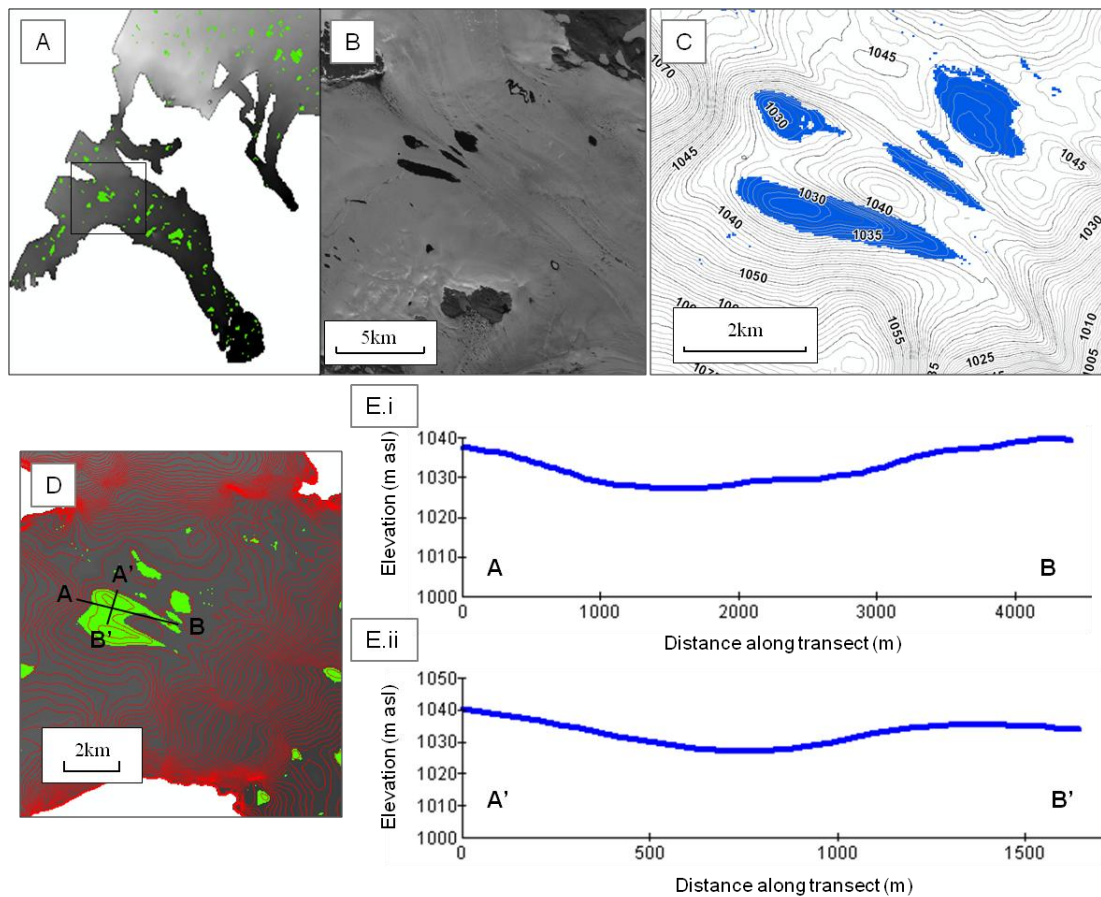 A
B
5km
C
1070
1045
1045
1030
1045
1030
1040
1030
1040
1035
1050
1055
1025
1010
1005
D
A
A'
B
B'
2km
2km
E.i
Elevation (m asl)
1040
1030
1020
1010
1000
A
B
0 1000 2000 3000 4000
Distance along transect (m)
E.ii
Elevation (m asl)
1050
1040
1030
1020
1010
1000
A'
B'
0 500 1000 1500
Distance along transect (m)